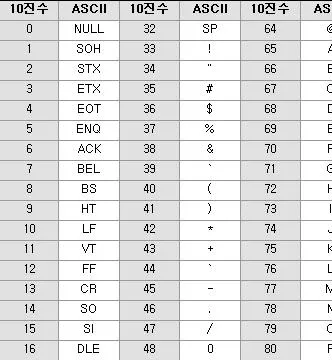 10진수 ASCII 10진수 ASCII 10진수
0 NULL 32 SP 64
1 SOH 33 ! 65
2 STX 34 " 66
3 ETX 35 # 67
4 EOT 36 $ 68
5 ENQ 37 % 69
6 ACK 38 & 70
7 BEL 39 ` 71
8 BS 40 ( 72
9 HT 41 ) 73
10 LF 42 * 74
11 VT 43 + 75
12 FF 44 ` 76
13 CR 45 - 77
14 SO 46 . 78
15 SI 47 / 79
16 DLE 48 0 80